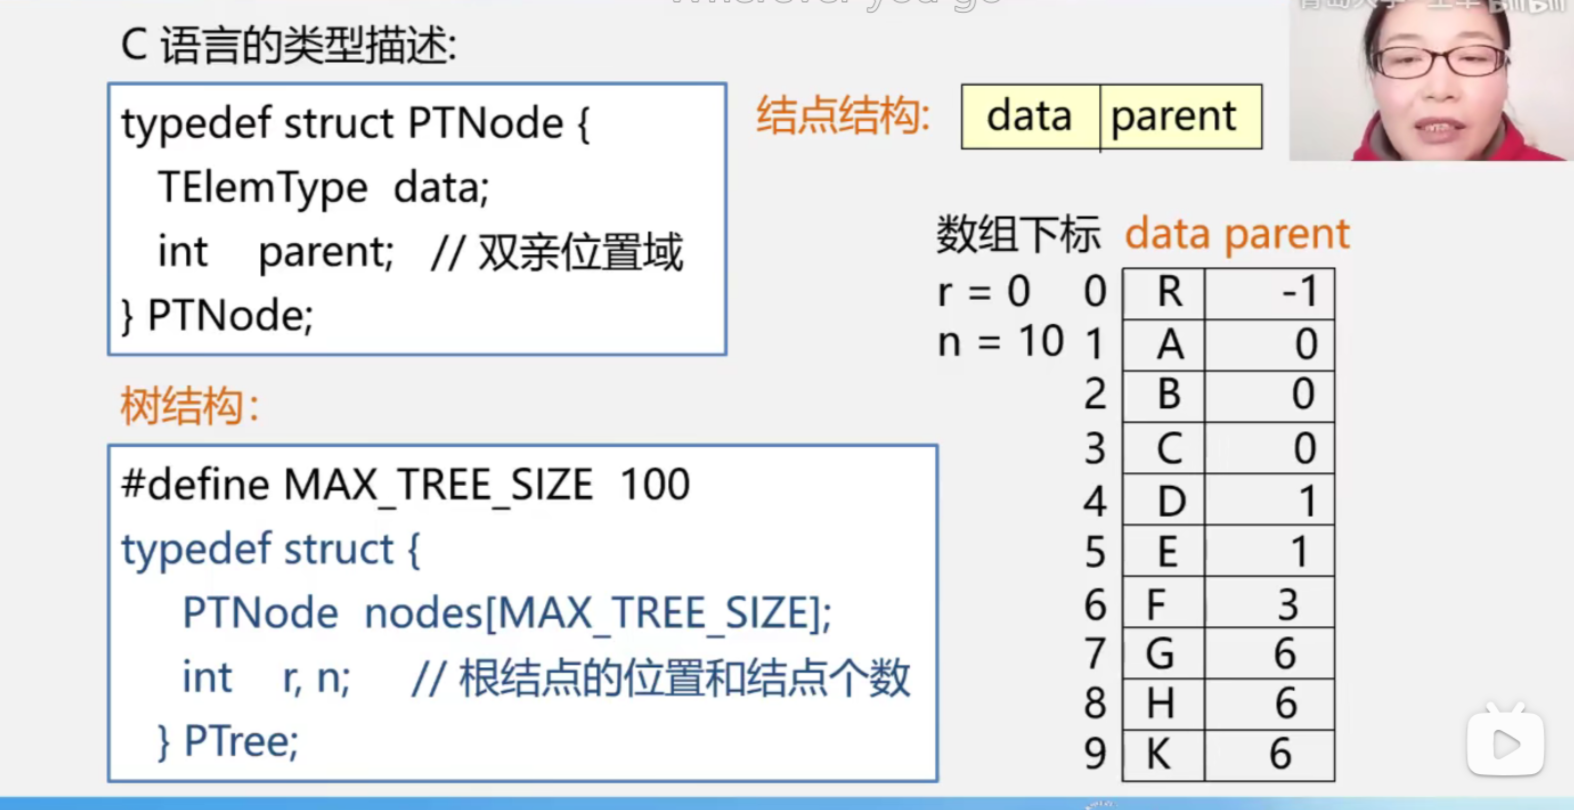 Wherever you go
C 语言的类型描述:
typedef struct PTNode {
TElemType data;
int parent; // 双亲位置域
} PTNode;
结点结构: data parent
树结构：
#define MAX_TREE_SIZE 100
typedef struct {
PTNode nodes[MAX_TREE_SIZE];
int r, n; // 根结点的位置和结点个数
} PTree;
数组下标 data parent
r = 0 0 R -1
n = 10 1 A 0
2 B 0
3 C 0
4 D 1
5 E 1
6 F 3
7 G 6
8 H 6
9 K 6